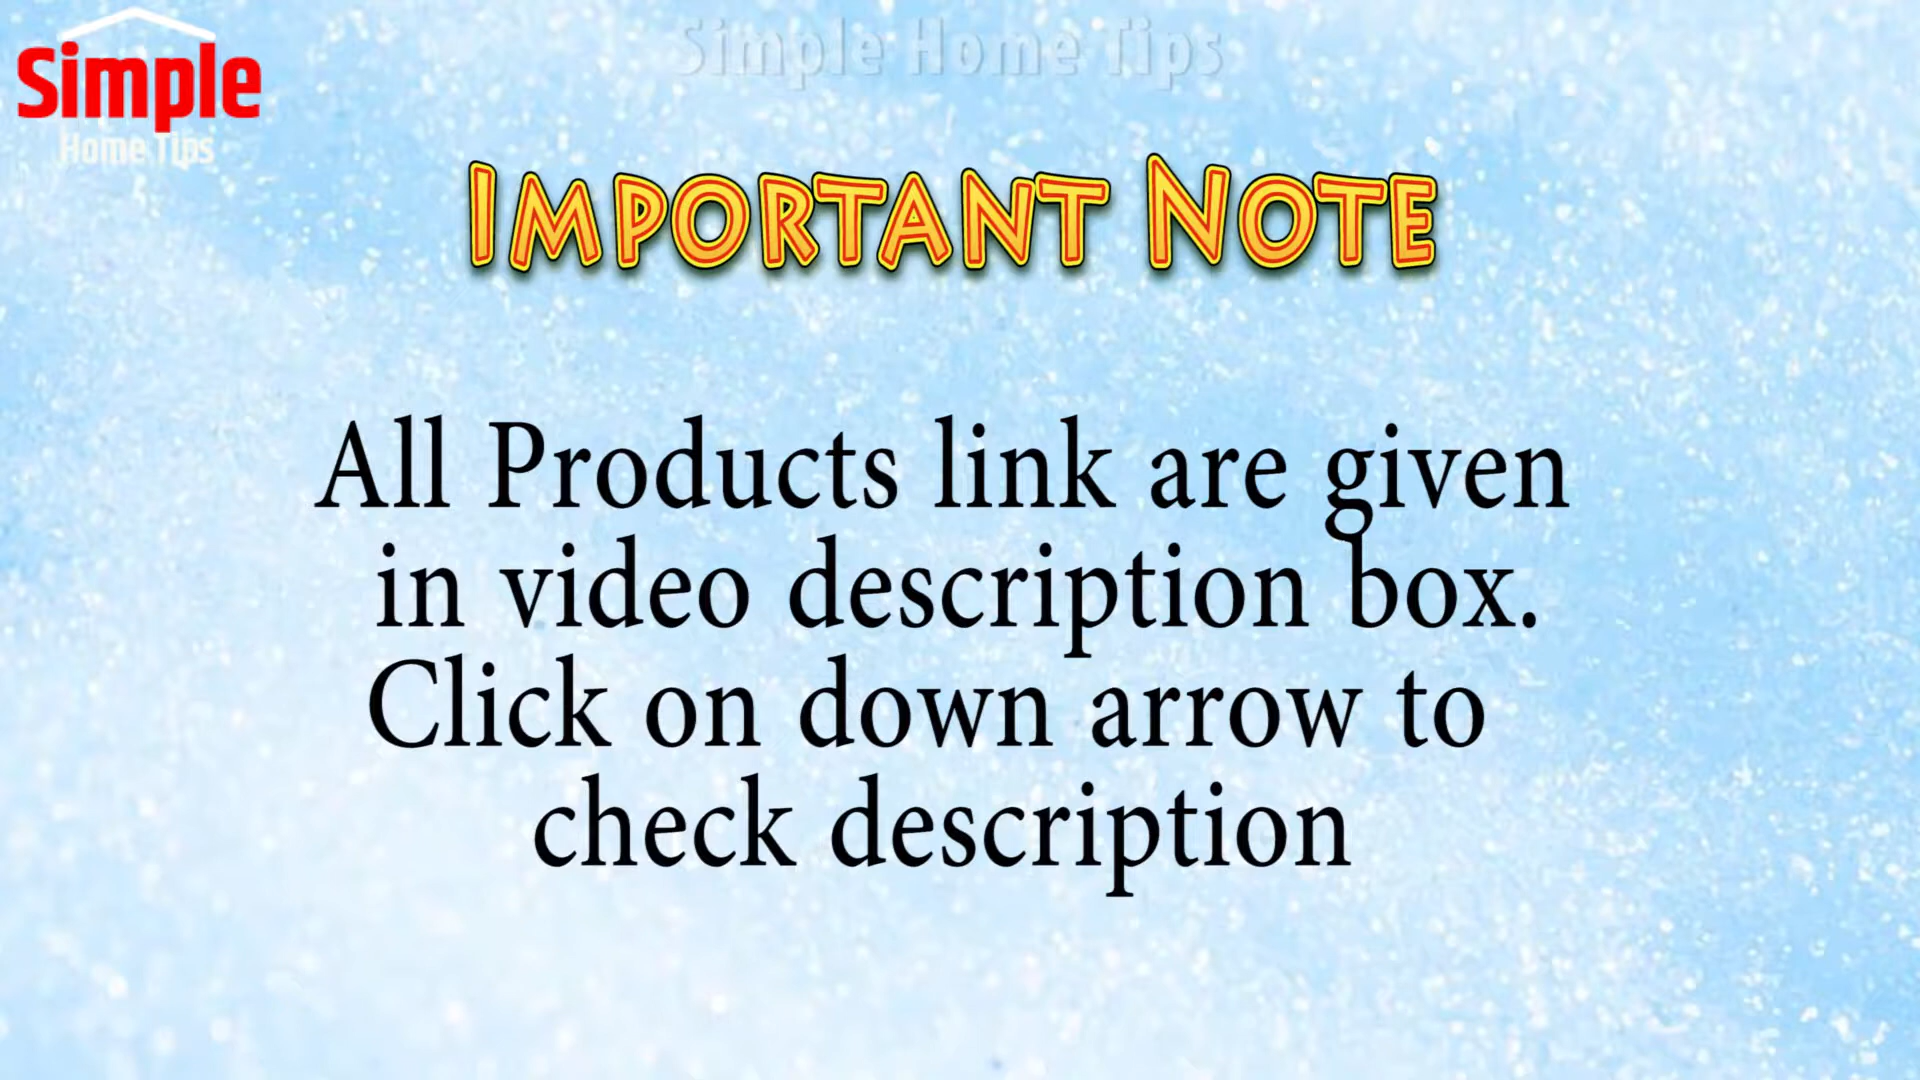 Simple Home Tips
Simple
Home Tips
IMPORTANT NOTE
All Products link are given
in video description box.
Click on down arrow to
check description